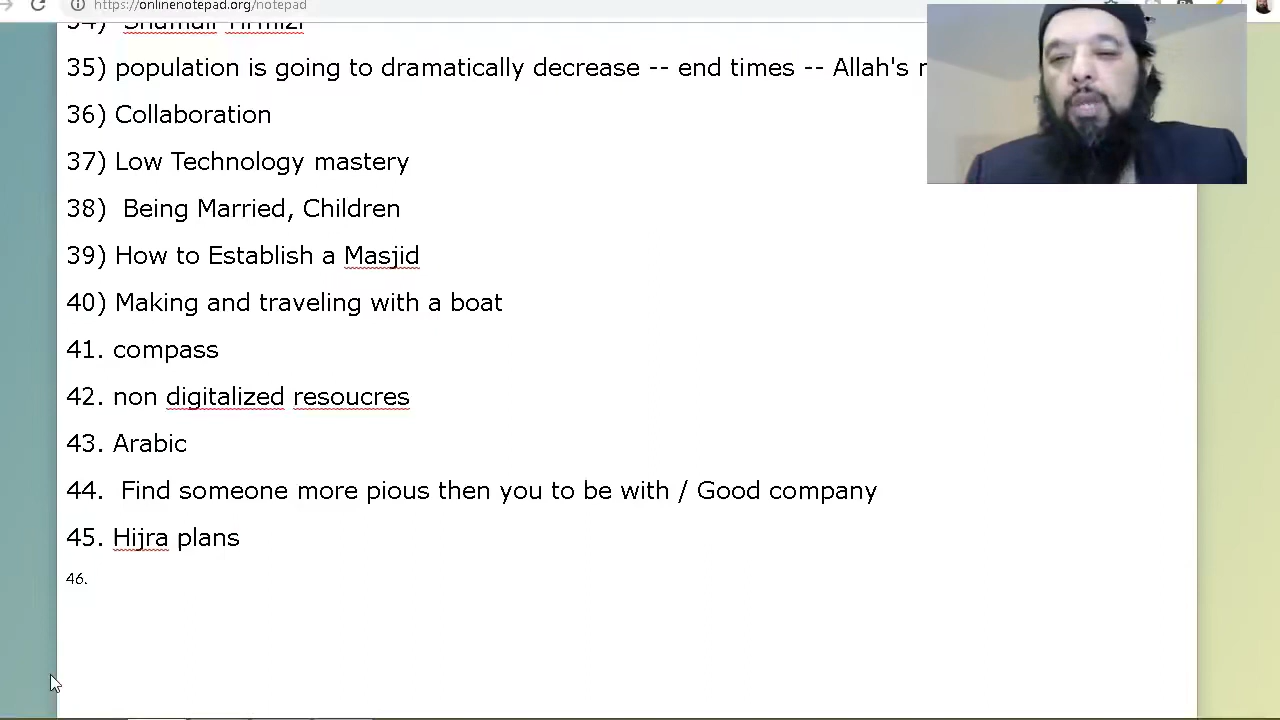 https://onlinenotepad.org/notepad
34) Shamail Tirmizi
35) population is going to dramatically decrease -- end times -- Allah's
36) Collaboration
37) Low Technology mastery
38) Being Married, Children
39) How to Establish a Masjid
40) Making and traveling with a boat
41. compass
42. non digitalized resoucres
43. Arabic
44. Find someone more pious then you to be with / Good company
45. Hijra plans
46.